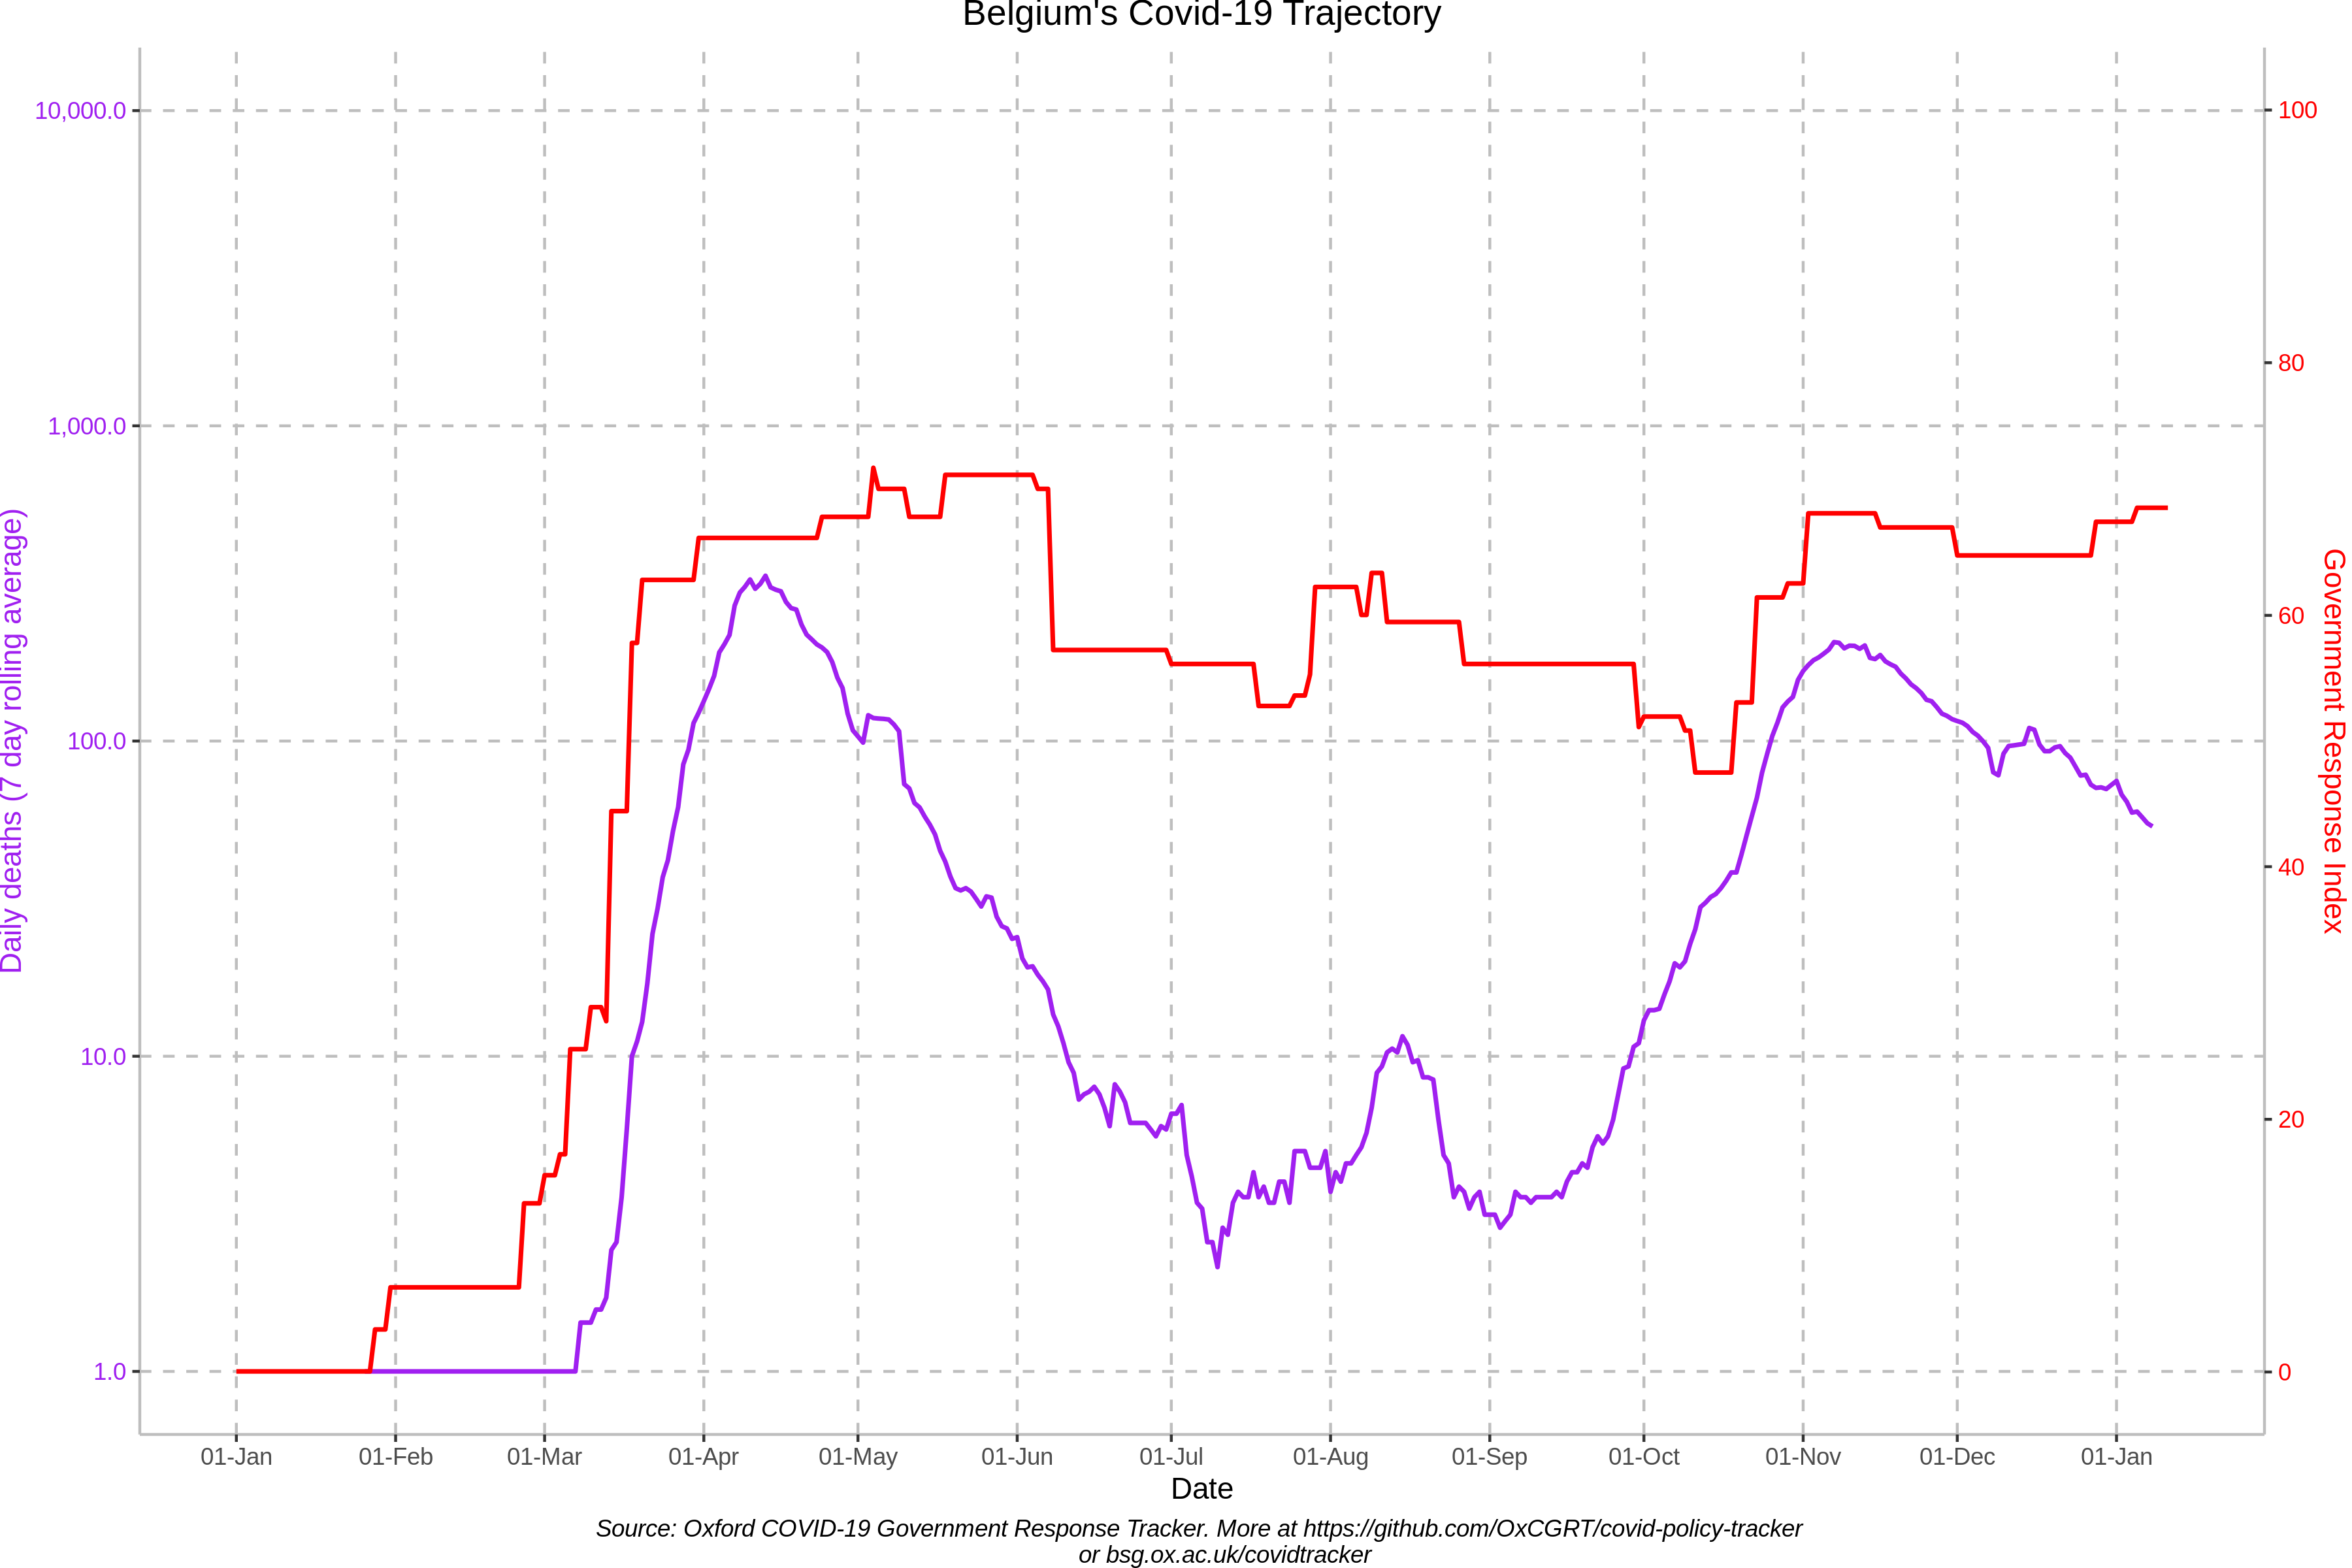 Belgium's Covid-19 Trajectory
10,000.0
1,000.0
100.0
10.0
1.0
Daily deaths (7 day rolling average)
100
80
60
40
20
0
Government Response Index
01-Jan 01-Feb 01-Mar 01-Apr 01-May 01-Jun 01-Jul 01-Aug 01-Sep 01-Oct 01-Nov 01-Dec 01-Jan
Date
Source: Oxford COVID-19 Government Response Tracker. More at https://github.com/OxCGRT/covid-policy-tracker
or bsg.ox.ac.uk/covidtracker